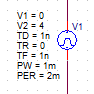 V1 = 0
V2 = 4
TD = 1n
TR = 0
TF = 1n
PW = 1m
PER = 2m
V1